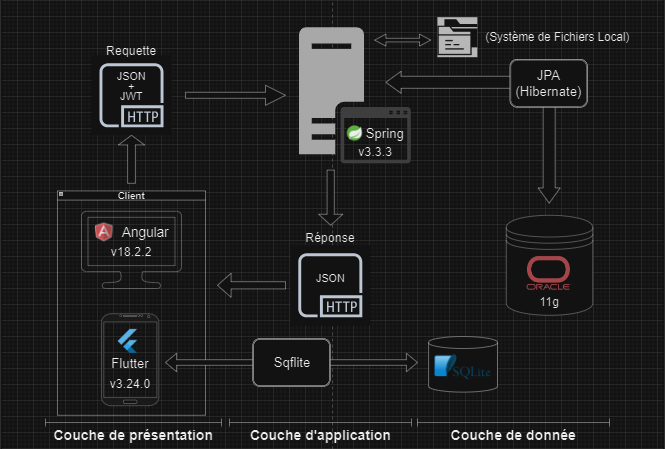 Requette
JSON
+
JWT
HTTP
(Système de Fichiers Local)
JPA
(Hibernate)
Spring
v3.3.3
Client
Angular
v18.2.2
Réponse
JSON
HTTP
ORACLE
11g
Flutter
v3.24.0
Sqflite
SQLite
Couche de présentation
Couche d'application
Couche de donnée